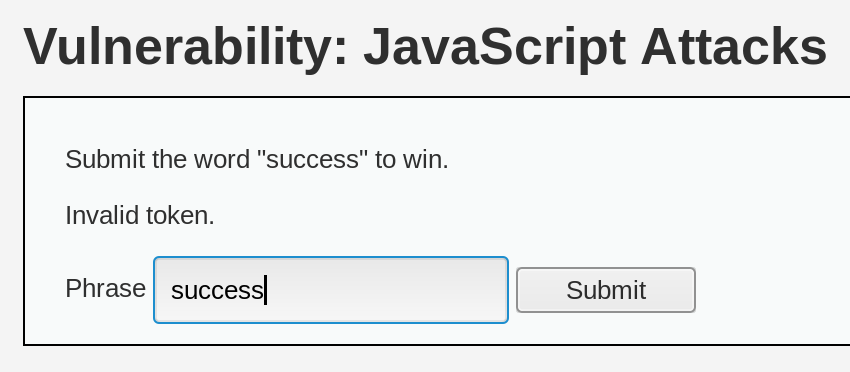 Vulnerability: JavaScript Attacks
Submit the word "success" to win.
Invalid token.
Phrase success Submit